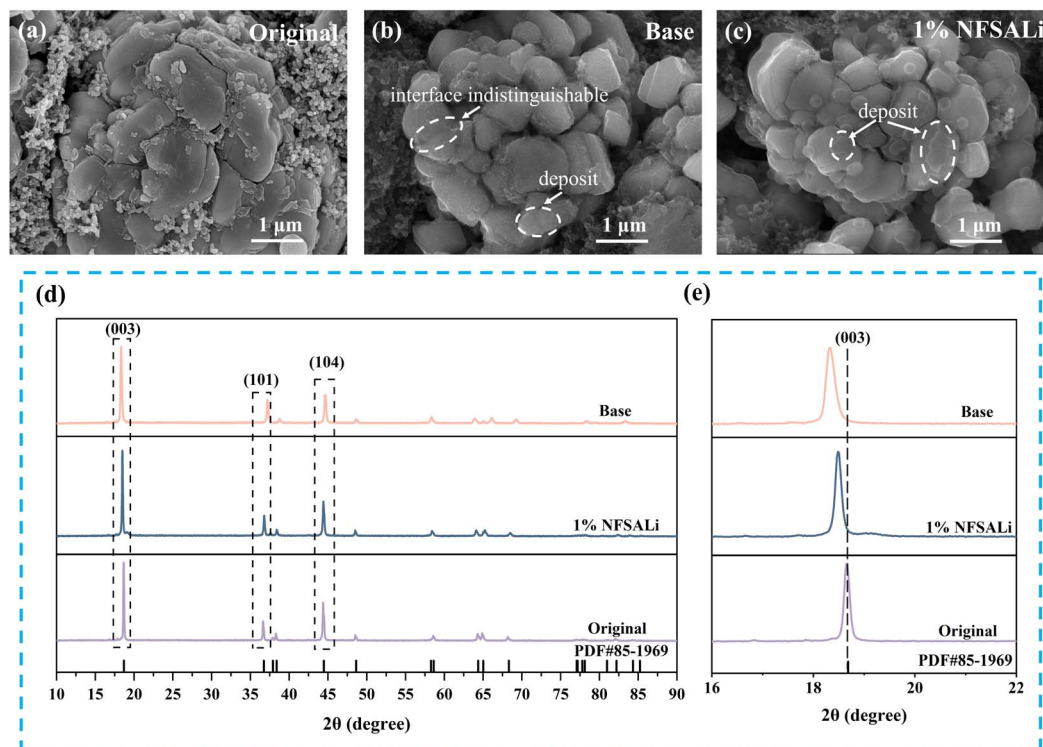 (a)
Original
1 μm
(b)
Base
interface indistinguishable
deposit
1 μm
(c)
1% NFSALi
deposit
1 μm
(d)
(003)
(101)
(104)
Base
1% NFSALi
Original
PDF#85-1969
10 15 20 25 30 35 40 45 50 55 60 65 70 75 80 85 90
2θ (degree)
(e)
(003)
Base
1% NFSALi
Original
PDF#85-1969
16 18 20 22
2θ (degree)